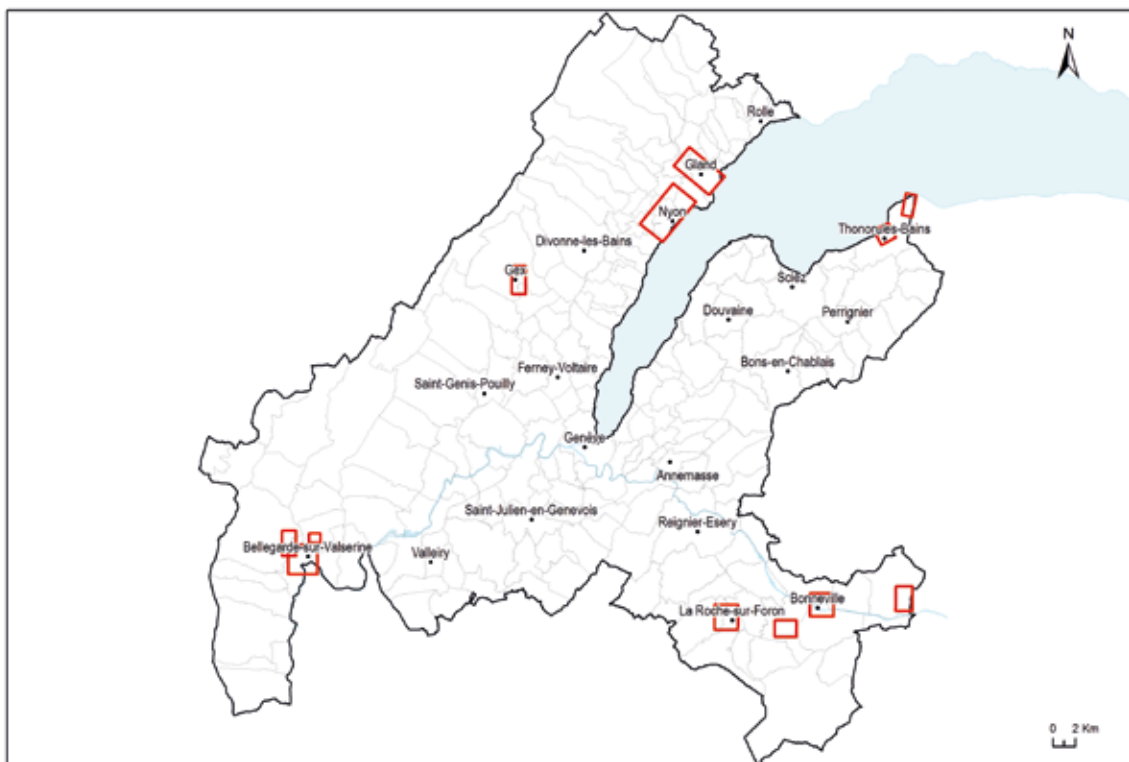 N
Rolle
Gland
Nyon
Thonon-les-Bains
Divonne-les-Bains
Gex
Sciez
Douvaine
Perrignier
Bons-en-Chablais
Ferney-Voltaire
Saint-Genis-Pouilly
Genève
Annemasse
Saint-Julien-en-Genevois
Reignier-Esery
Bellegarde-sur-Valserine
Valleiry
Bonneville
La Roche-sur-Foron
0 2 Km